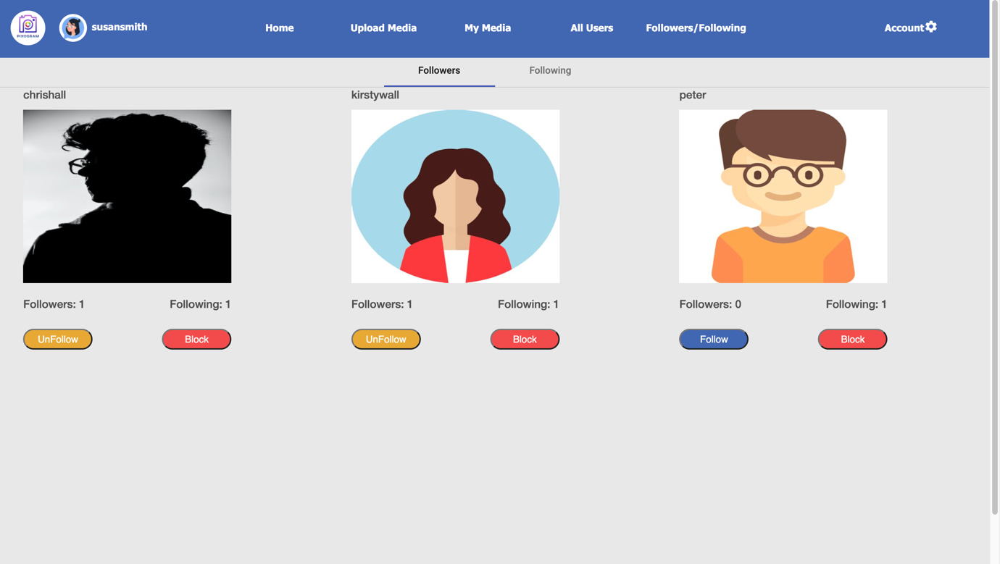 PIXOGRAM
susansmith
Home
Upload Media
My Media
All Users
Followers/Following
Account
Followers
Following
chrishall
kirstywall
peter
Followers: 1
Following: 1
Followers: 1
Following: 1
Followers: 0
Following: 1
UnFollow
Block
UnFollow
Block
Follow
Block